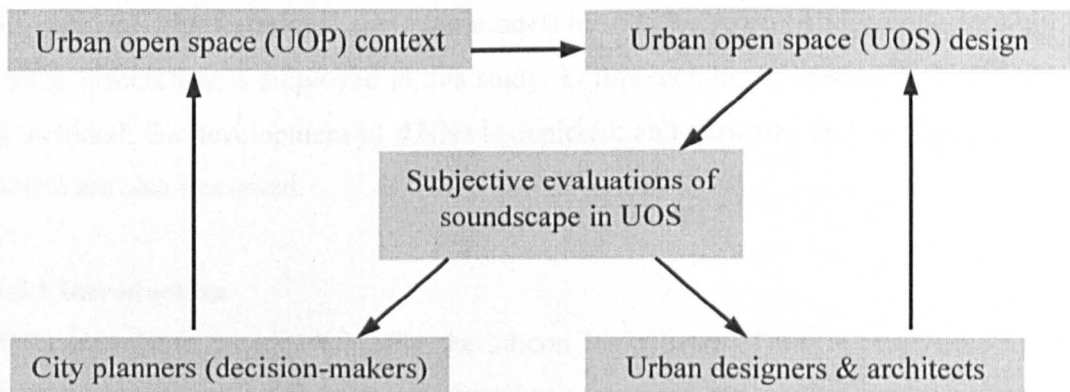 Urban open space (UOP) context
Urban open space (UOS) design
Subjective evaluations of
soundscape in UOS
City planners (decision-makers)
Urban designers & architects